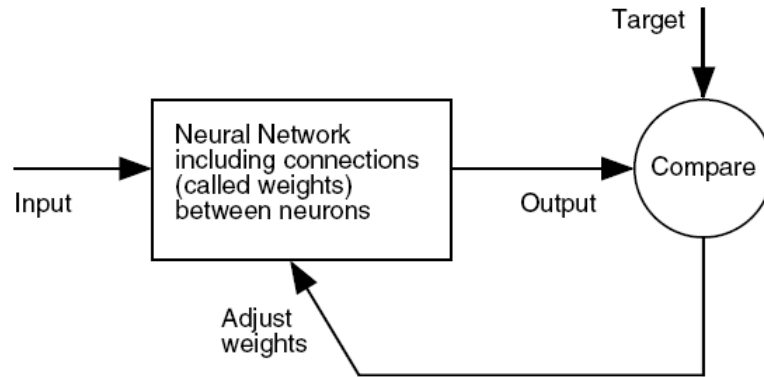 Target
Neural Network
including connections
(called weights)
between neurons
Compare
Input
Output
Adjust
weights